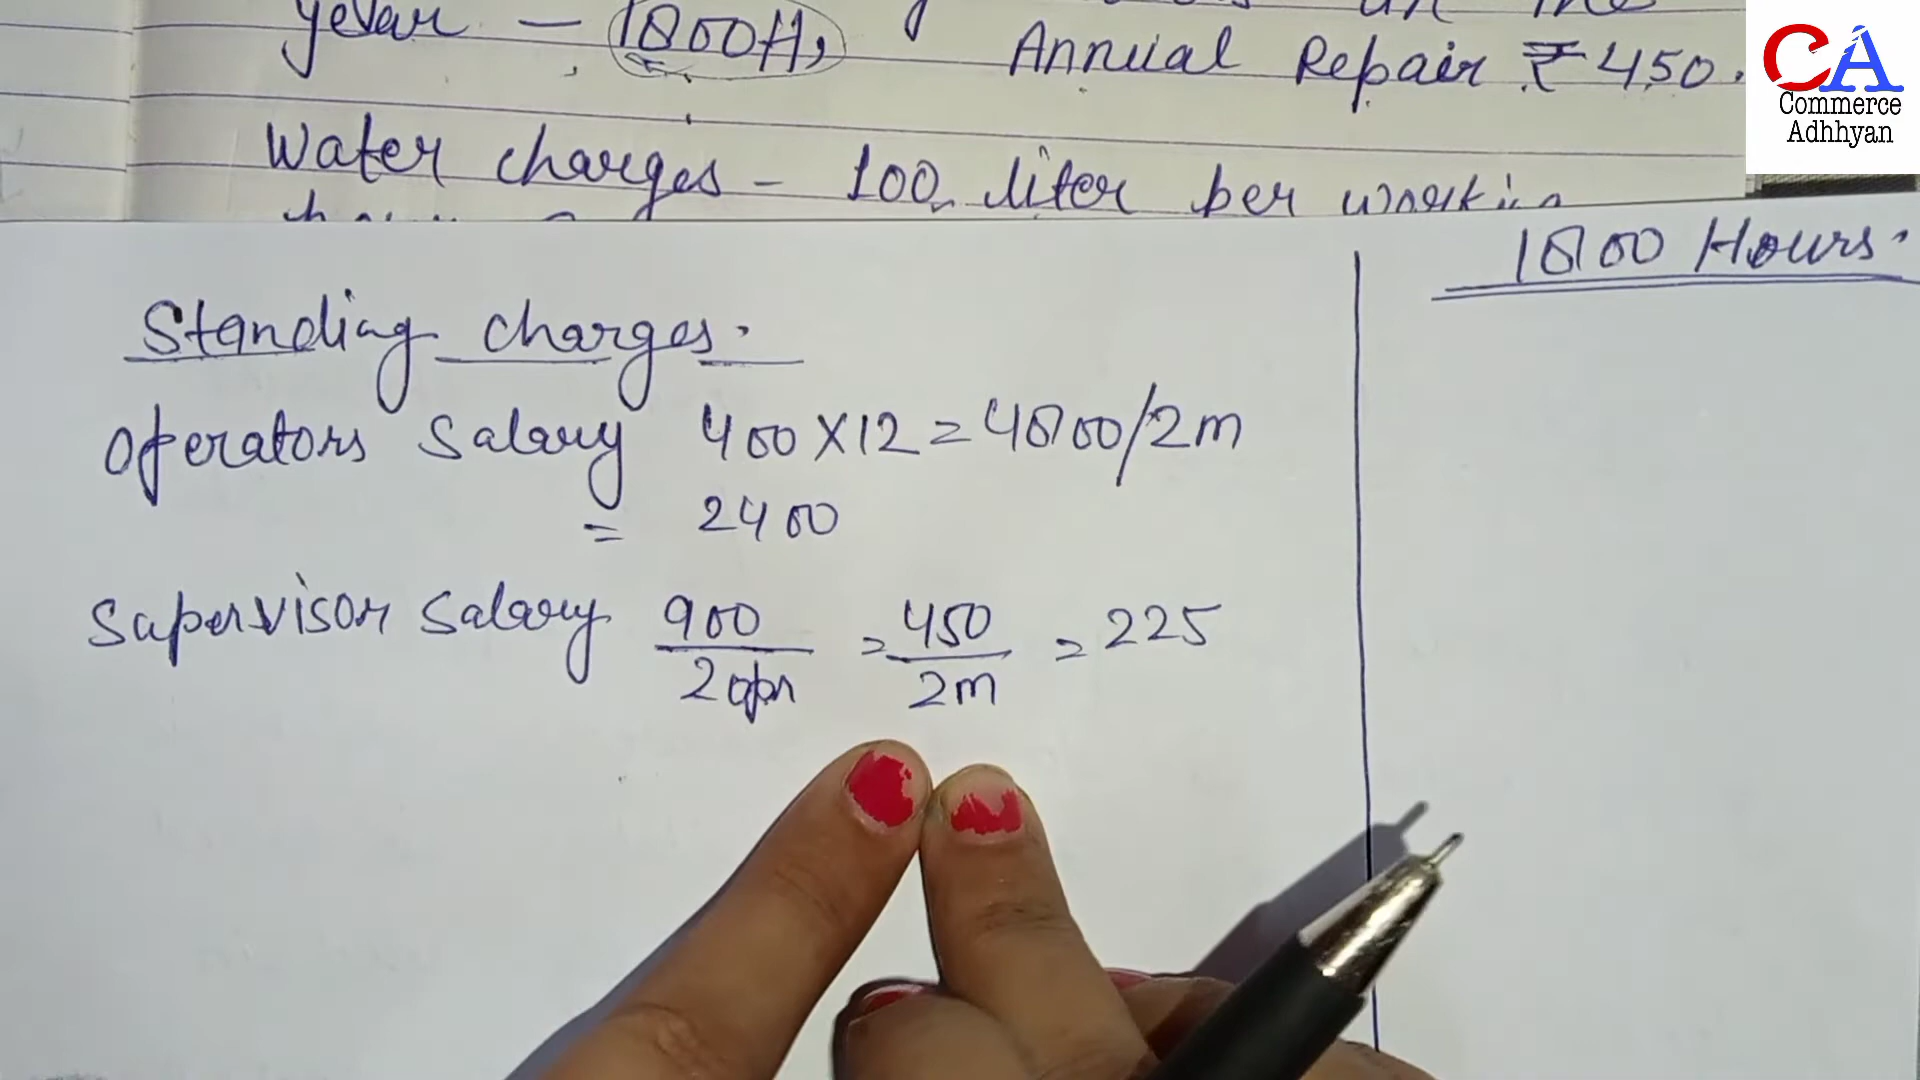 year - 1800H,
Annual Repair ₹450.
Water charges - 100 liter per
CA
Commerce
Adhhyan
1800 Hours.
Standing charges.
Operators Salary 400 X 12 = 4800/2m
= 2400
Supervisor Salary 900/2opr = 450/2m = 225